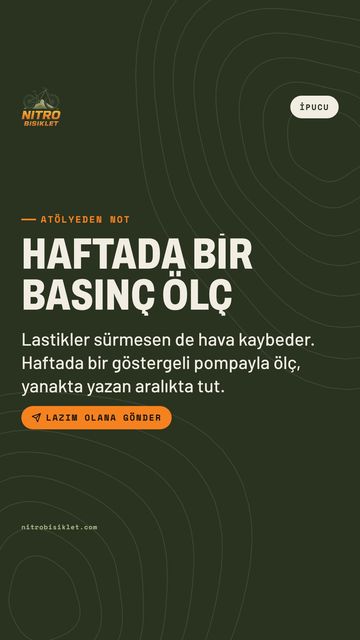 NITRO
BISIKLET
İPUCU
ATÖLYEDEN NOT
HAFTADA BİR
BASINÇ ÖLÇ
Lastikler sürmesen de hava kaybeder.
Haftada bir göstergeli pompayla ölç,
yanakta yazan aralıkta tut.
LAZIM OLANA GÖNDER
nitrobisiklet.com